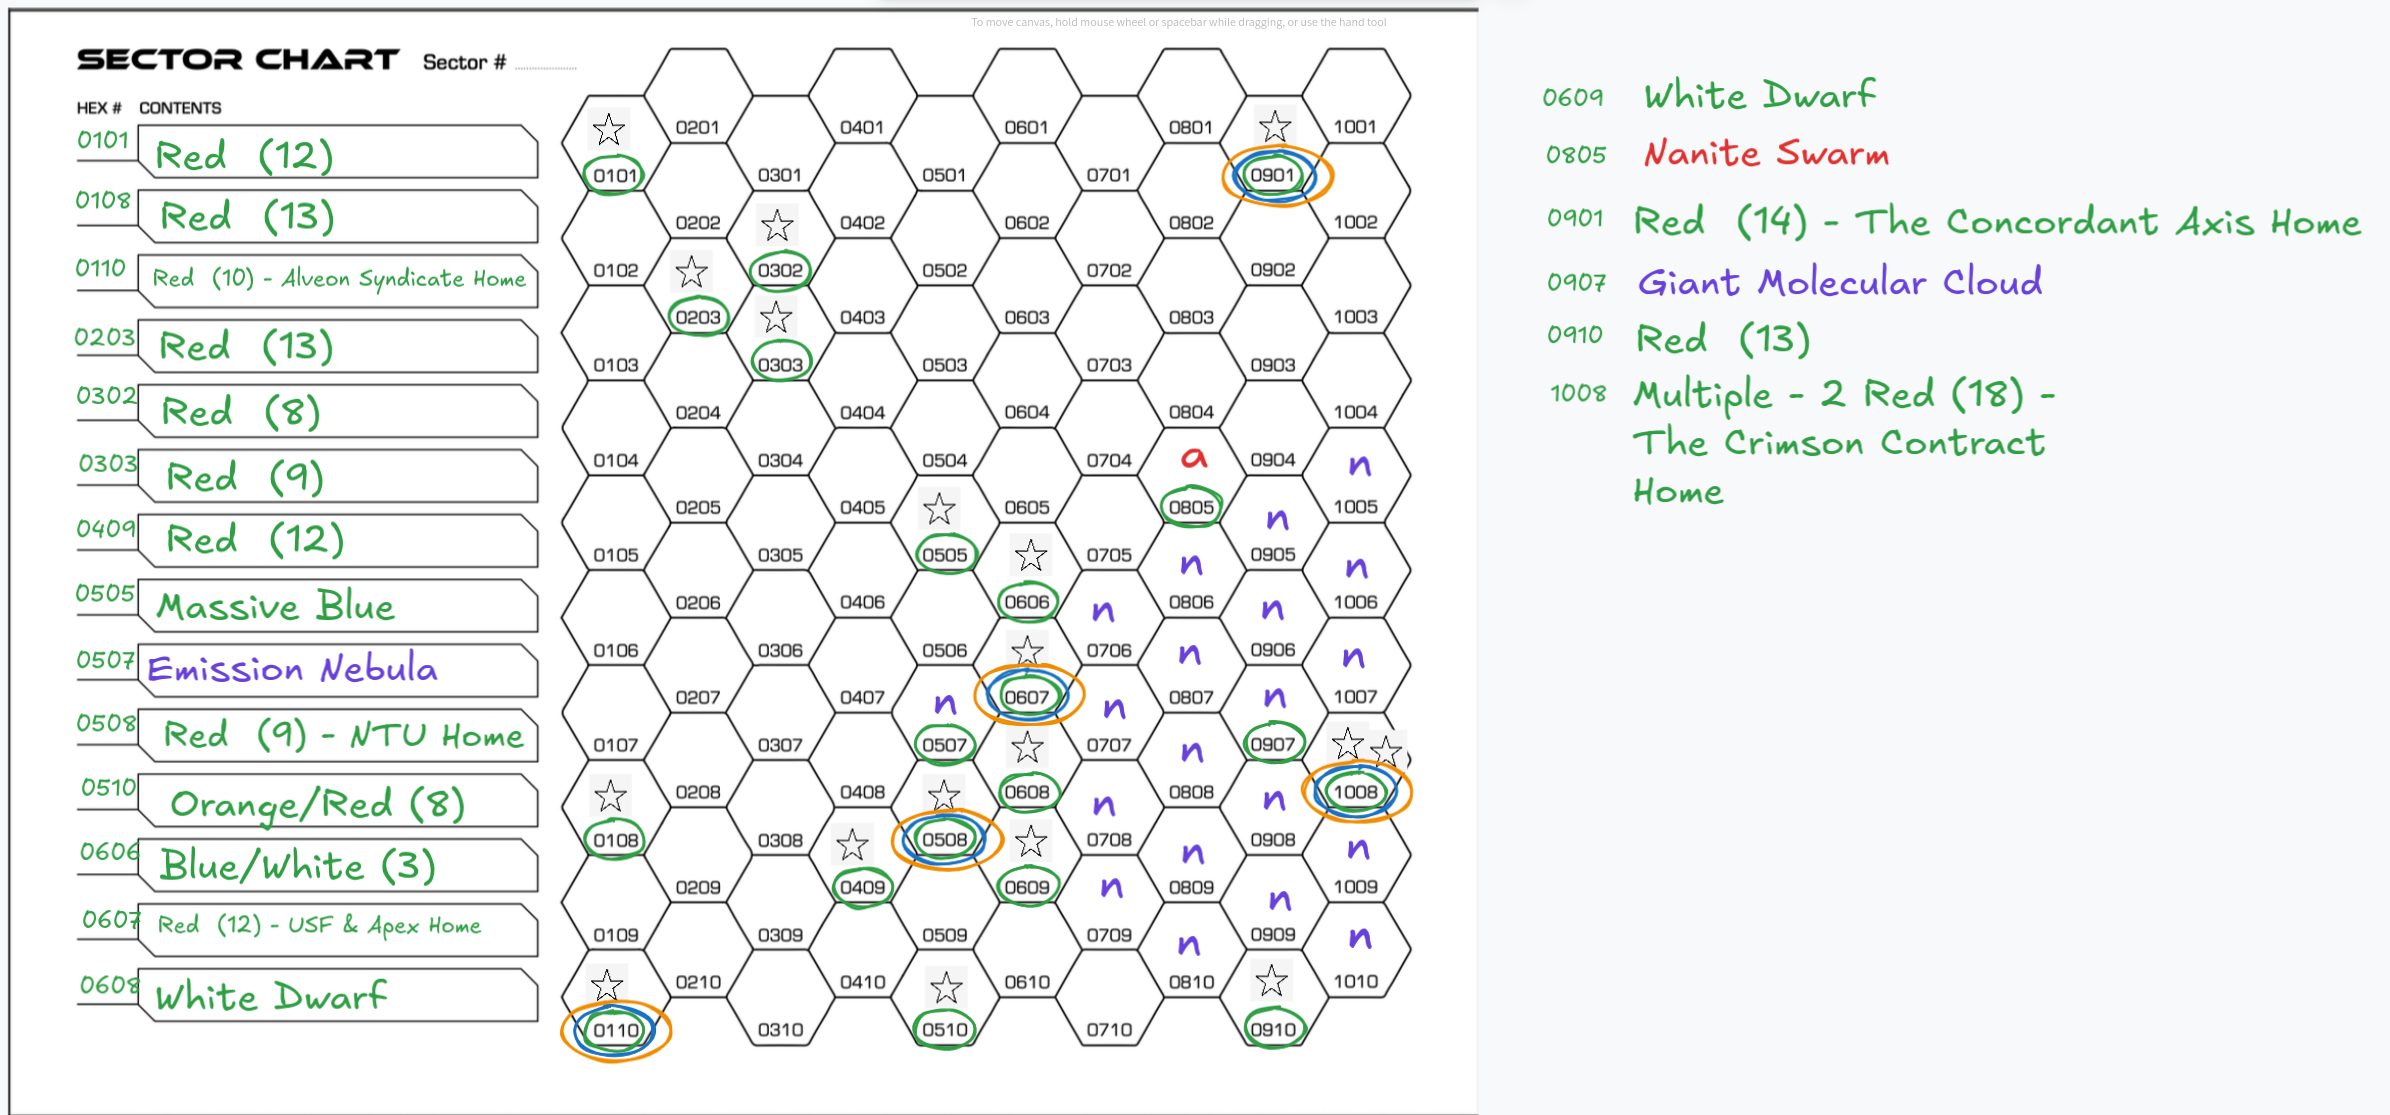 To move canvas, hold mouse wheel or spacebar while dragging, or use the hand tool
SECTOR CHART Sector #
HEX # CONTENTS
0101 Red (12)
0108 Red (13)
0110 Red (10) - Alveon Syndicate Home
0203 Red (13)
0302 Red (8)
0303 Red (9)
0409 Red (12)
0505 Massive Blue
0507 Emission Nebula
0508 Red (9) - NTU Home
0510 Orange/Red (8)
0606 Blue/White (3)
0607 Red (12) - USF & Apex Home
0608 White Dwarf
0201 0401 0601 0801 1001
0101 0301 0501 0701 0901
0202 0402 0602 0802 1002
0102 0302 0502 0702 0902
0203 0403 0603 0803 1003
0103 0303 0503 0703 0903
0204 0404 0604 0804 1004
a n
0104 0304 0504 0704 0904
0205 0405 0605 0805 1005
n n n
0105 0305 0505 0705 0905
0206 0406 0606 0806 1006
n n n n
0106 0306 0506 0706 0906
0207 0407 0607 0807 1007
n n n n
0107 0307 0507 0707 0907
0208 0408 0608 0808 1008
n n n n
0108 0308 0508 0708 0908
0209 0409 0609 0809 1009
n n n n
0109 0309 0509 0709 0909
0210 0410 0610 0810 1010
0110 0310 0510 0710 0910
0609 White Dwarf
0805 Nanite Swarm
0901 Red (14) - The Concordant Axis Home
0907 Giant Molecular Cloud
0910 Red (13)
1008 Multiple - 2 Red (18) -
The Crimson Contract
Home